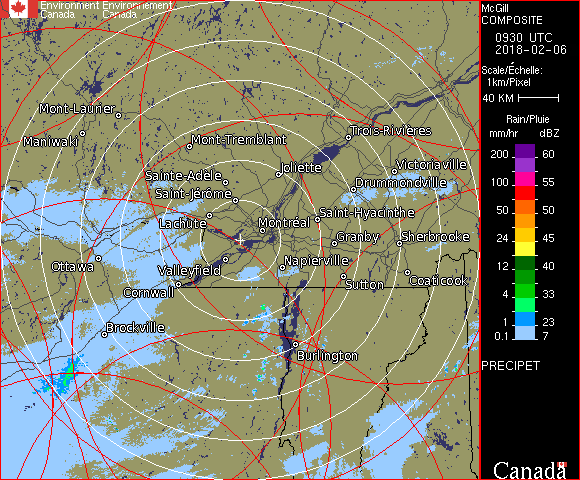 Environment Environnement
Canada Canada
McGill
COMPOSITE
0930 UTC
2018-02-06
Scale/Échelle:
1km/Pixel
40 KM
Rain/Pluie
mm/hr dBZ
200 60
100 55
50 50
24 45
12 40
4 33
1 23
0.1 7
PRECIPET
Canada
Mont-Laurier
Maniwaki
Mont-Tremblant
Trois-Rivières
Joliette
Victoriaville
Sainte-Adèle
Drummondville
Saint-Jérôme
Lachute
Saint-Hyacinthe
Montréal
Granby
Sherbrooke
Ottawa
Valleyfield
Napierville
Cornwall
Sutton
Coaticook
Brockville
Burlington